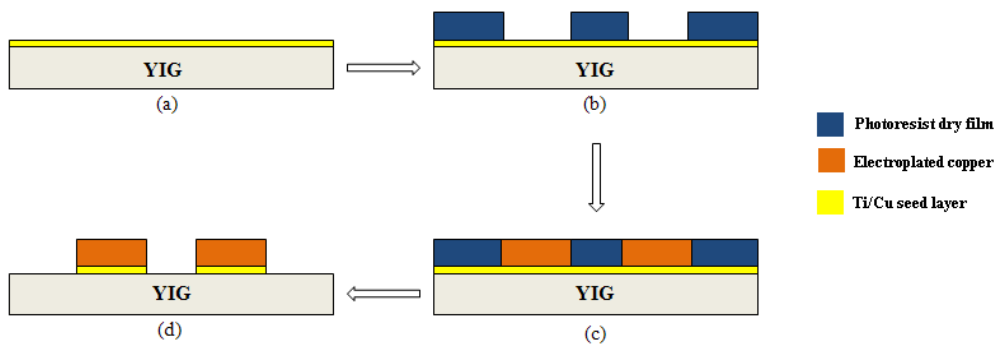 YIG
(a)
YIG
(b)
Photoresist dry film
Electroplated copper
Ti/Cu seed layer
YIG
(d)
YIG
(c)